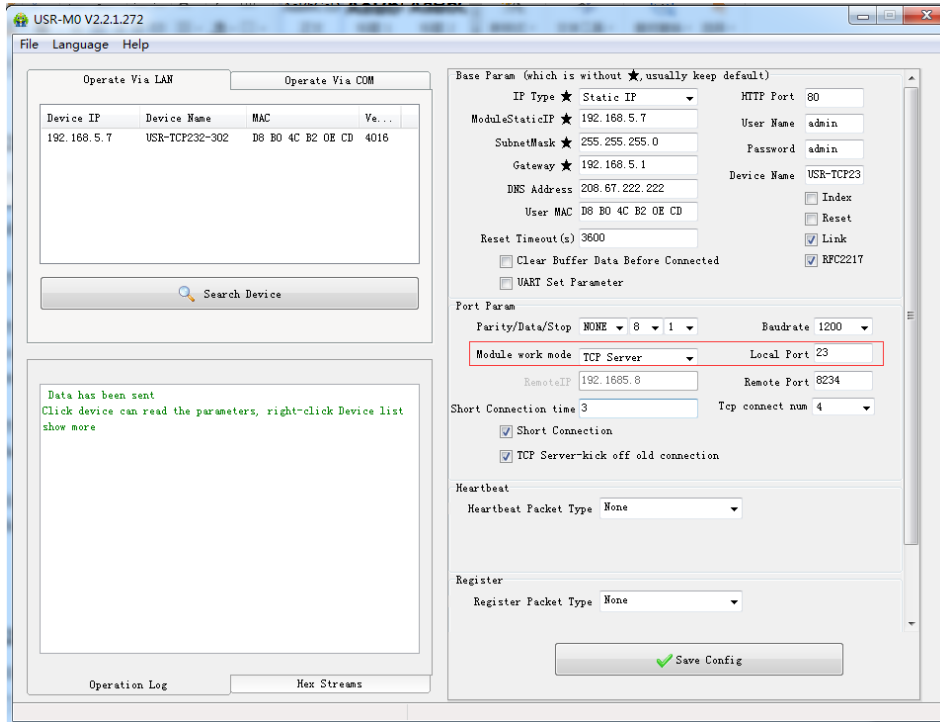 USR-M0 V2.2.1.272
File Language Help
Operate Via LAN
Operate Via COM
Device IP Device Name MAC Ve...
192.168.5.7 USR-TCP232-302 D8 B0 4C B2 0E CD 4016
Search Device
Data has been sent
Click device can read the parameters, right-click Device list
show more
Operation Log
Hex Streams
Base Param (which is without ★,usually keep default)
IP Type ★ Static IP
HTTP Port 80
ModuleStaticIP ★ 192.168.5.7
User Name admin
SubnetMask ★ 255.255.255.0
Password admin
Gateway ★ 192.168.5.1
Device Name USR-TCP23
DNS Address 208.67.222.222
Index
User MAC D8 B0 4C B2 0E CD
Reset
Reset Timeout(s) 3600
Link
Clear Buffer Data Before Connected
RFC2217
UART Set Parameter
Port Param
Parity/Data/Stop NONE 8 1
Baudrate 1200
Module work mode TCP Server
Local Port 23
RemoteIP 192.1685.8
Remote Port 8234
Short Connection time 3
Tcp connect num 4
Short Connection
TCP Server-kick off old connection
Heartbeat
Heartbeat Packet Type None
Register
Register Packet Type None
Save Config